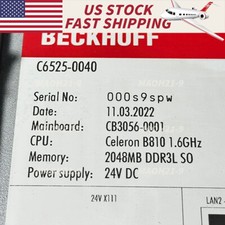 US STOCK
FAST SHIPPING
BECKHOFF
C6525-0040
Serial No: 000s9spw
Date: 11.03.2022
Mainboard: CB3056-0001
CPU: Celeron B810 1.6GHz
Memory: 2048MB DDR3L SO
Power supply: 24V DC
24V X111
LAN2